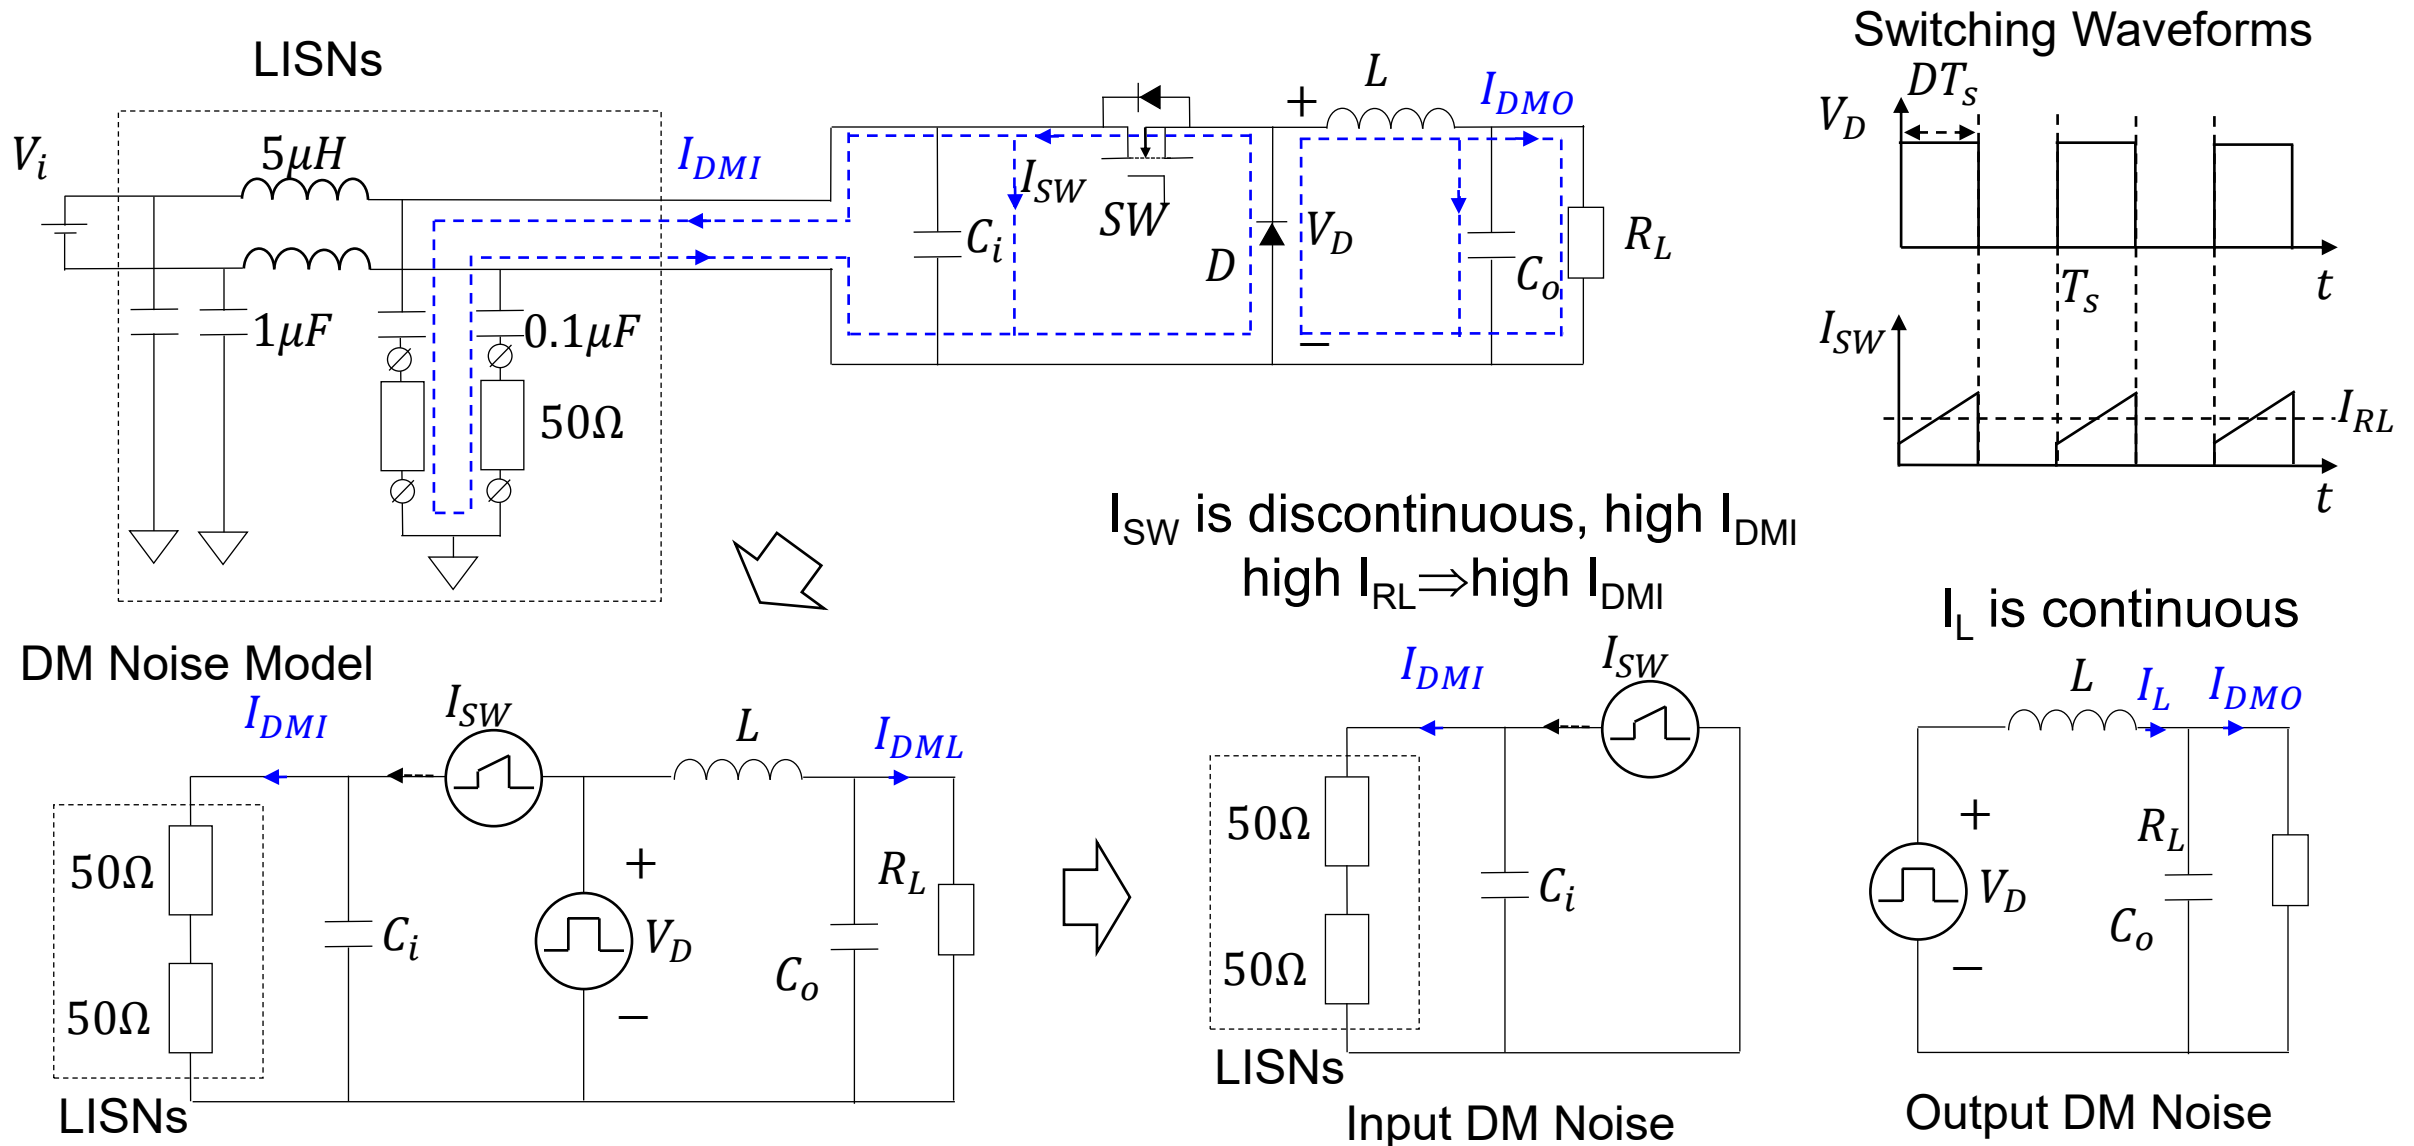 LISNs
V_i
5μH
1μF
0.1μF
50Ω
I_DMI
C_i
I_SW
SW
D
V_D
+
−
L
I_DMO
C_o
R_L
Switching Waveforms
V_D
DT_s
T_s
t
I_SW
I_RL
t
I_SW is discontinuous, high I_DMI
high I_RL⇒high I_DMI
I_L is continuous
DM Noise Model
I_DMI
I_SW
L
I_DML
50Ω
50Ω
C_i
+
V_D
−
C_o
R_L
LISNs
I_DMI
I_SW
50Ω
50Ω
C_i
LISNs
Input DM Noise
L
I_L
I_DMO
+
V_D
−
R_L
C_o
Output DM Noise